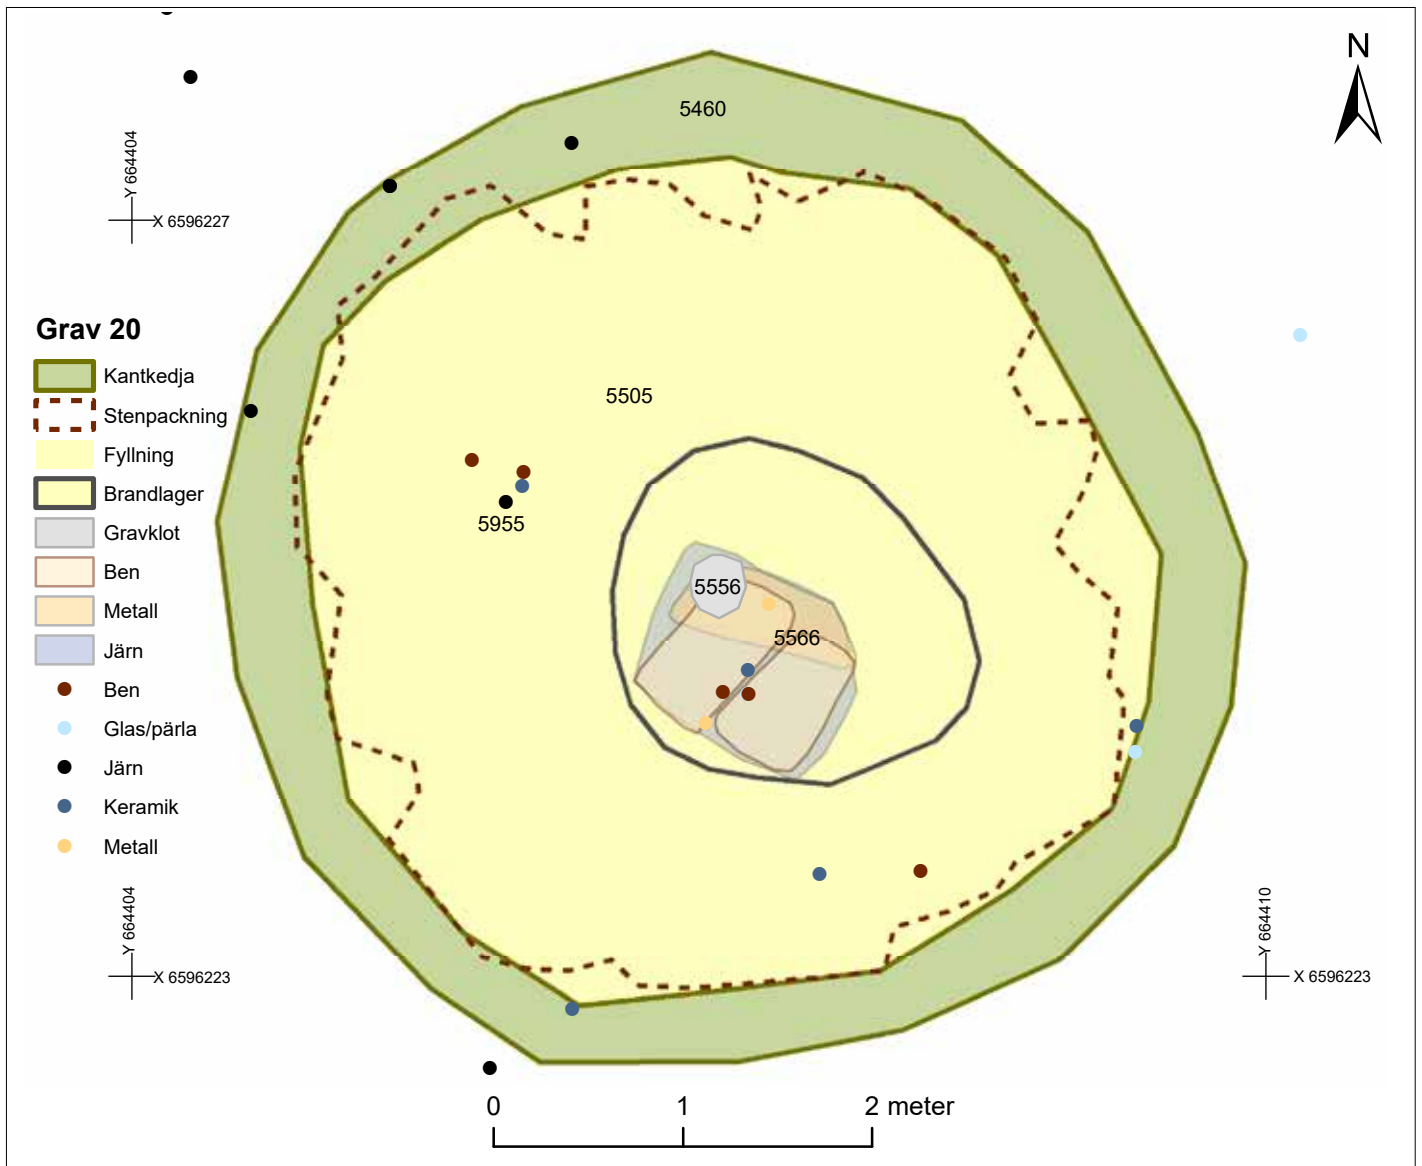 N
5460
Y 664404
X 6596227
Grav 20
Kantkedja
Stenpackning
Fyllning
Brandlager
Gravklot
Ben
Metall
Järn
Ben
Glas/pärla
Järn
Keramik
Metall
5505
5955
5556
5566
Y 664404
X 6596223
Y 664410
X 6596223
0 1 2 meter